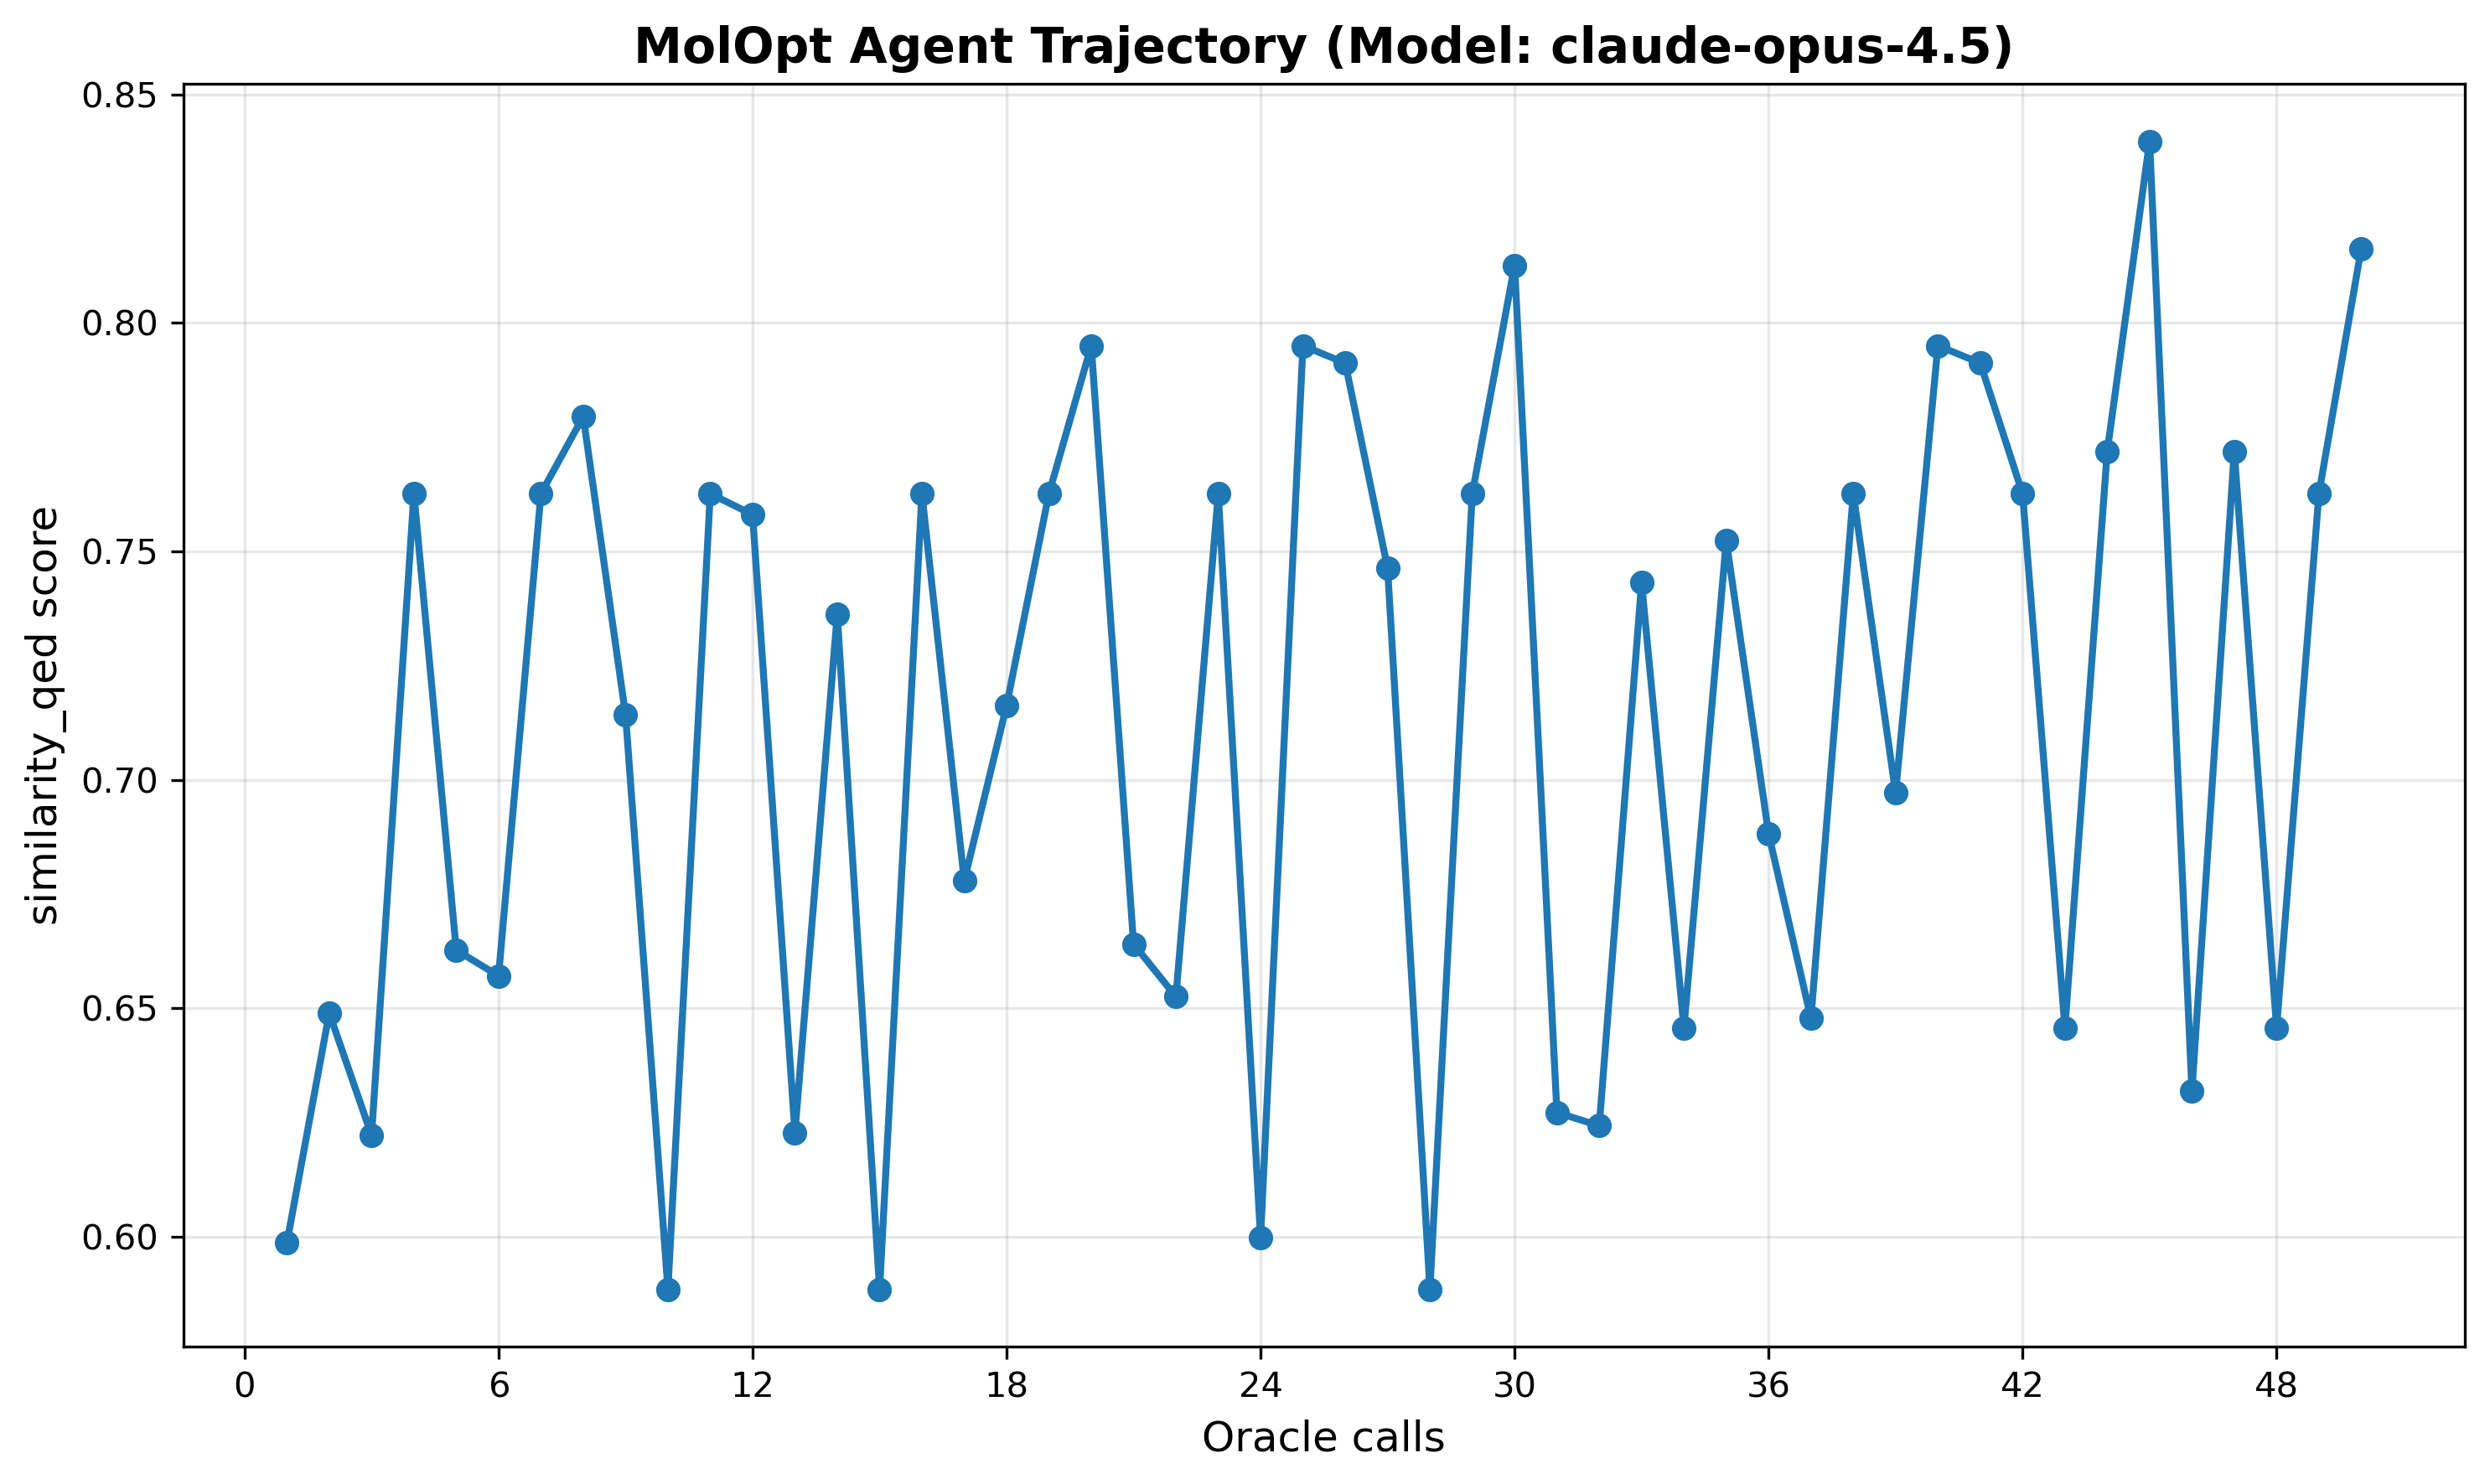 MolOpt Agent Trajectory (Model: claude-opus-4.5)
similarity_qed score
0.85
0.80
0.75
0.70
0.65
0.60
0 6 12 18 24 30 36 42 48
Oracle calls